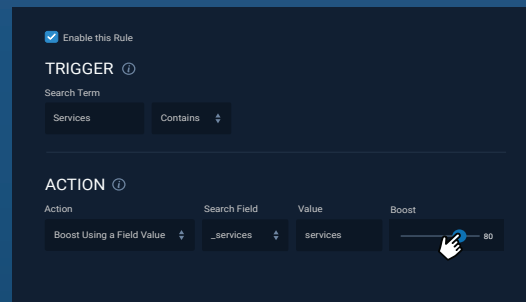 Enable this Rule
TRIGGER
Search Term
Services Contains
ACTION
Action Search Field Value Boost
Boost Using a Field Value _services services 80